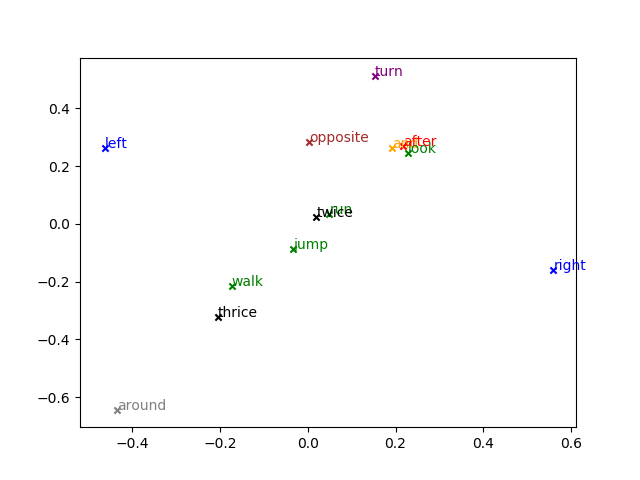 turn
0.4
opposite
and
after
left
look
0.2
twice
run
0.0
jump
right
walk
−0.2
thrice
−0.4
around
−0.6
−0.4
−0.2
0.0
0.2
0.4
0.6